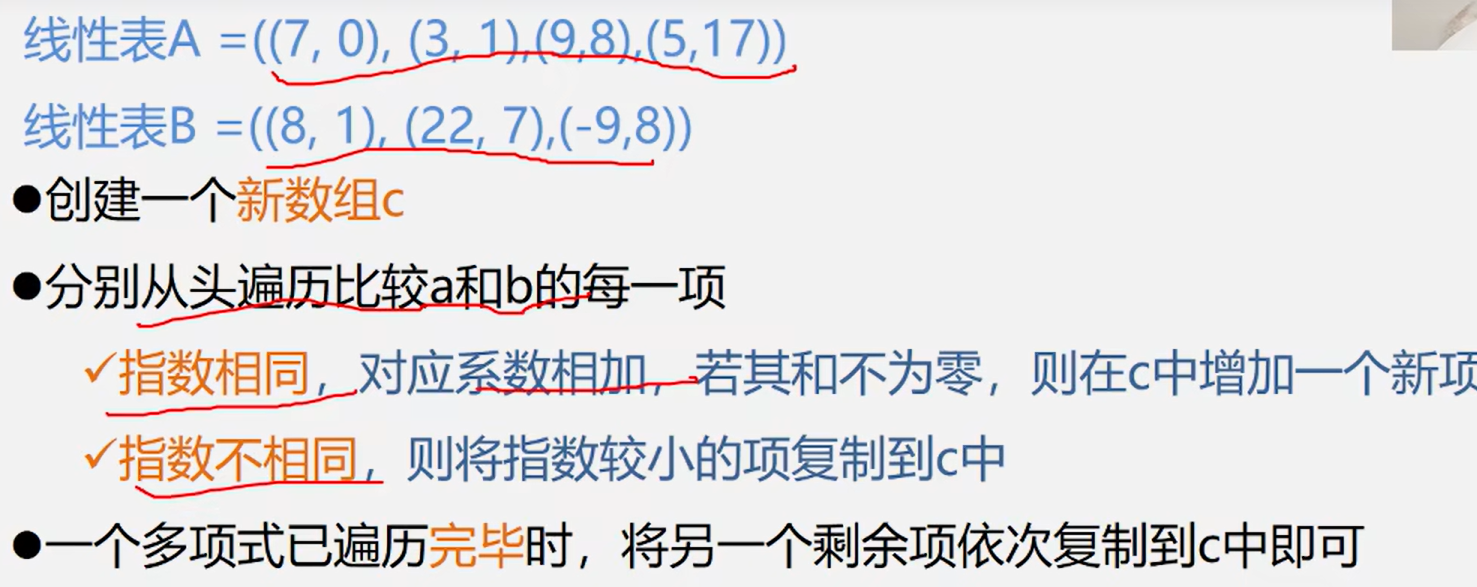 线性表A =((7, 0), (3, 1),(9,8),(5,17))
线性表B =((8, 1), (22, 7),(-9,8))
●创建一个新数组c
●分别从头遍历比较a和b的每一项
✓指数相同，对应系数相加，若其和不为零，则在c中增加一个新项
✓指数不相同，则将指数较小的项复制到c中
●一个多项式已遍历完毕时，将另一个剩余项依次复制到c中即可